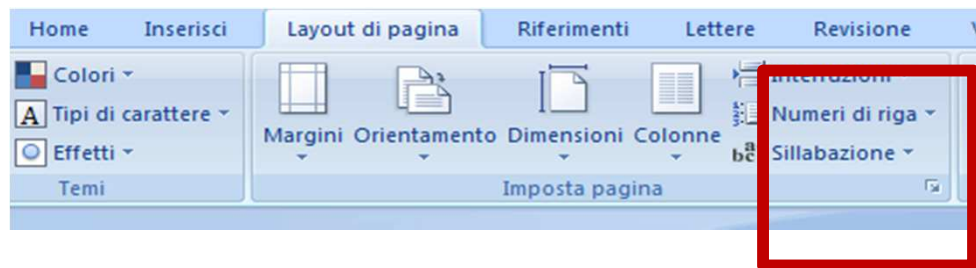 Home Inserisci Layout di pagina Riferimenti Lettere Revisione
Colori
Interruzioni
A Tipi di carattere
Numeri di riga
Margini Orientamento Dimensioni Colonne
Effetti
Sillabazione
Temi Imposta pagina